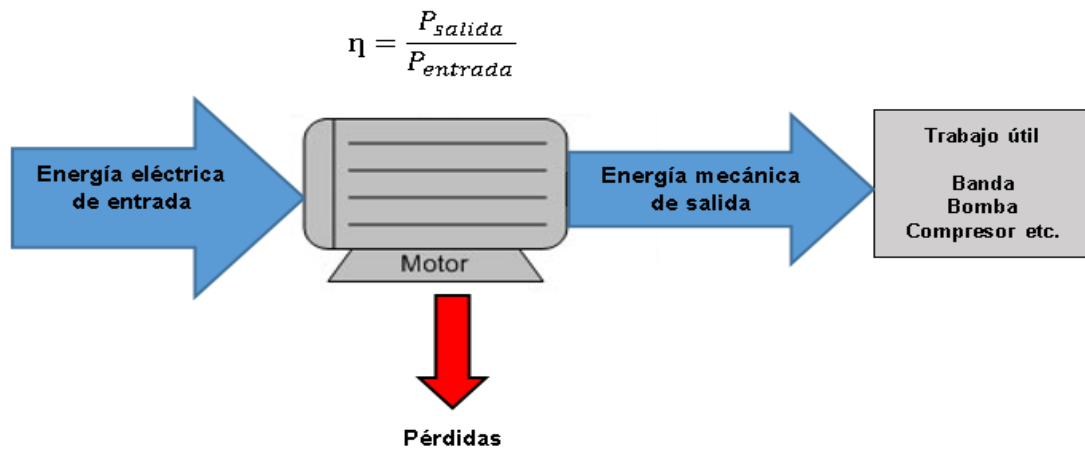 η = P_salida / P_entrada
Energía eléctrica
de entrada
Motor
Energía mecánica
de salida
Trabajo útil
Banda
Bomba
Compresor etc.
Pérdidas